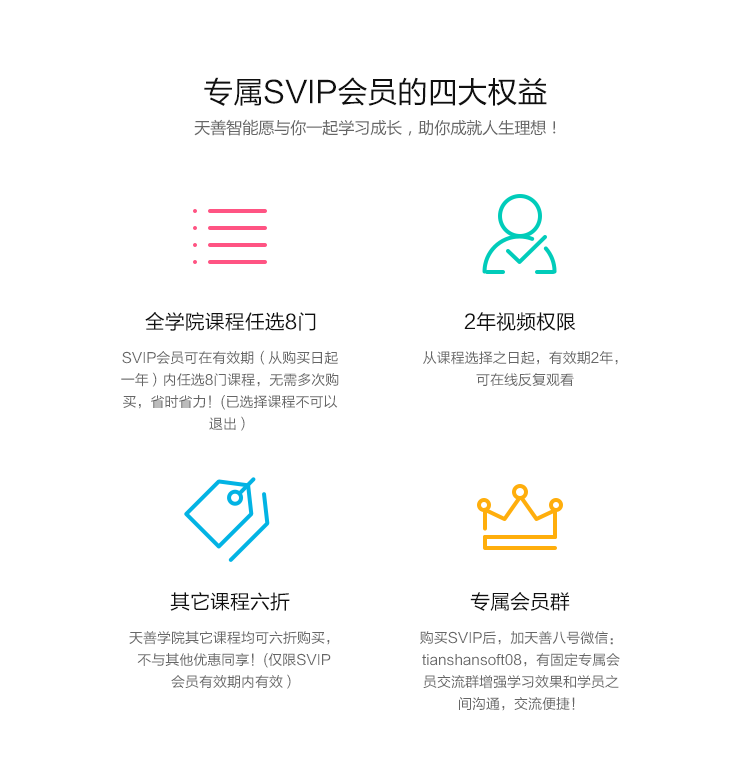 专属SVIP会员的四大权益
天善智能愿与你一起学习成长，助你成就人生理想！
全学院课程任选8门
SVIP会员可在有效期（从购买日起
一年）内任选8门课程，无需多次购
买，省时省力！(已选择课程不可以
退出）
2年视频权限
从课程选择之日起，有效期2年，
可在线反复观看
其它课程六折
天善学院其它课程均可六折购买，
不与其他优惠同享！(仅限SVIP
会员有效期内有效）
专属会员群
购买SVIP后，加天善八号微信：
tianshansoft08，有固定专属会
员交流群增强学习效果和学员之
间沟通，交流便捷！